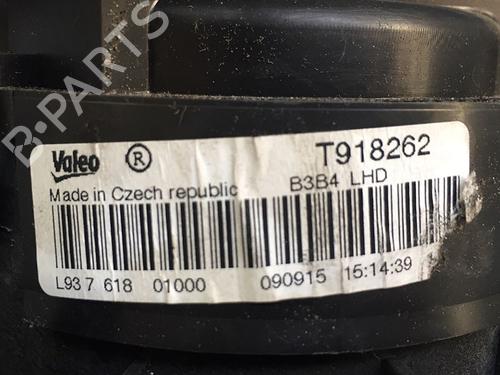 B-PARTS
Valeo ® T918262
Made in Czech republic B3B4 LHD
L93 7 618 01000 090915 15:14:39